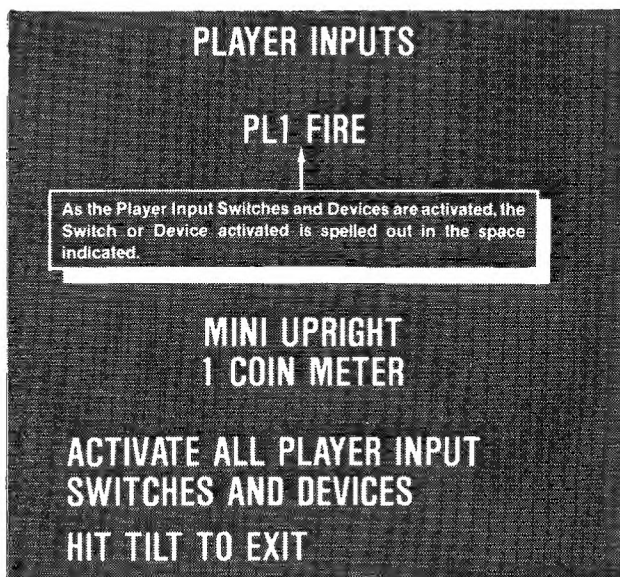 PLAYER INPUTS
PL1 FIRE
As the Player Input Switches and Devices are activated, the
Switch or Device activated is spelled out in the space
indicated.
MINI UPRIGHT
1 COIN METER
ACTIVATE ALL PLAYER INPUT
SWITCHES AND DEVICES
HIT TILT TO EXIT